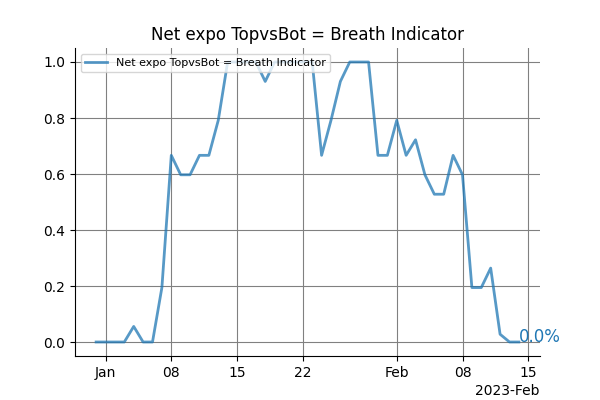 Net expo TopvsBot = Breath Indicator
Net expo TopvsBot = Breath Indicator
1.0
0.8
0.6
0.4
0.2
0.0
0.0%
Jan 08 15 22 Feb 08 15
2023-Feb